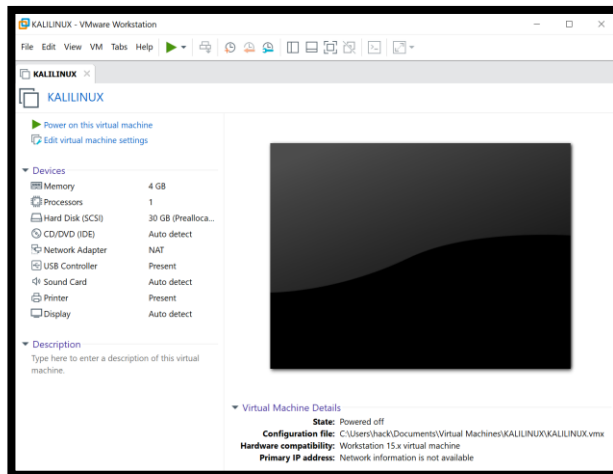 KALILINUX - VMware Workstation
File Edit View VM Tabs Help
KALILINUX
KALILINUX
Power on this virtual machine
Edit virtual machine settings
Devices
Memory 4 GB
Processors 1
Hard Disk (SCSI) 30 GB (Prealloca...
CD/DVD (IDE) Auto detect
Network Adapter NAT
USB Controller Present
Sound Card Auto detect
Printer Present
Display Auto detect
Description
Type here to enter a description of this virtual
machine.
Virtual Machine Details
State: Powered off
Configuration file: C:\Users\hack\Documents\Virtual Machines\KALILINUX\KALILINUX.vmx
Hardware compatibility: Workstation 15.x virtual machine
Primary IP address: Network information is not available